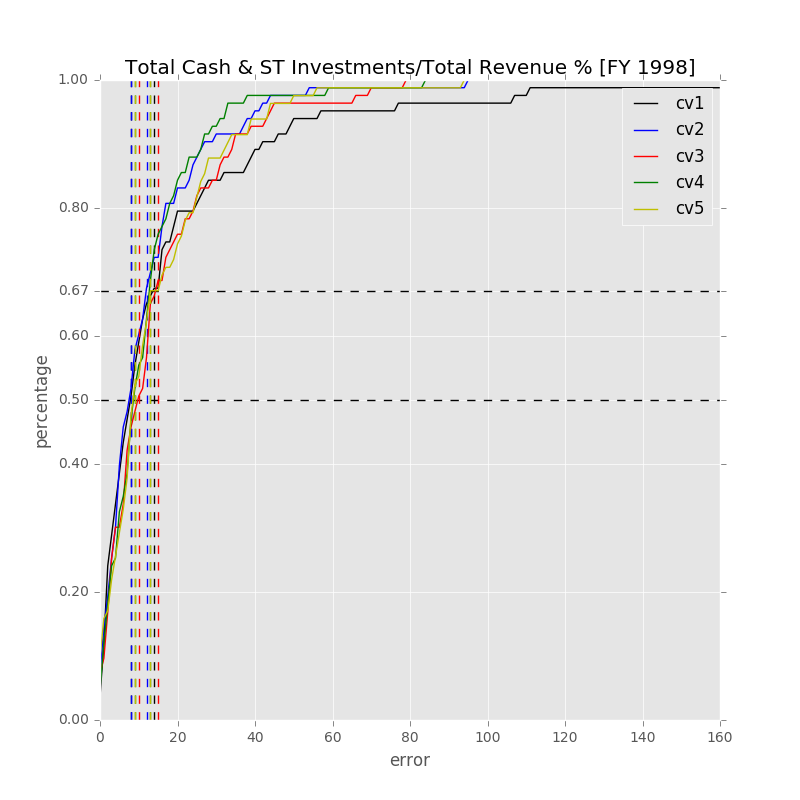 Total Cash & ST Investments/Total Revenue % [FY 1998]
1.00
0.80
0.67
0.60
0.50
0.40
0.20
0.00
percentage
cv1
cv2
cv3
cv4
cv5
0 20 40 60 80 100 120 140 160
error